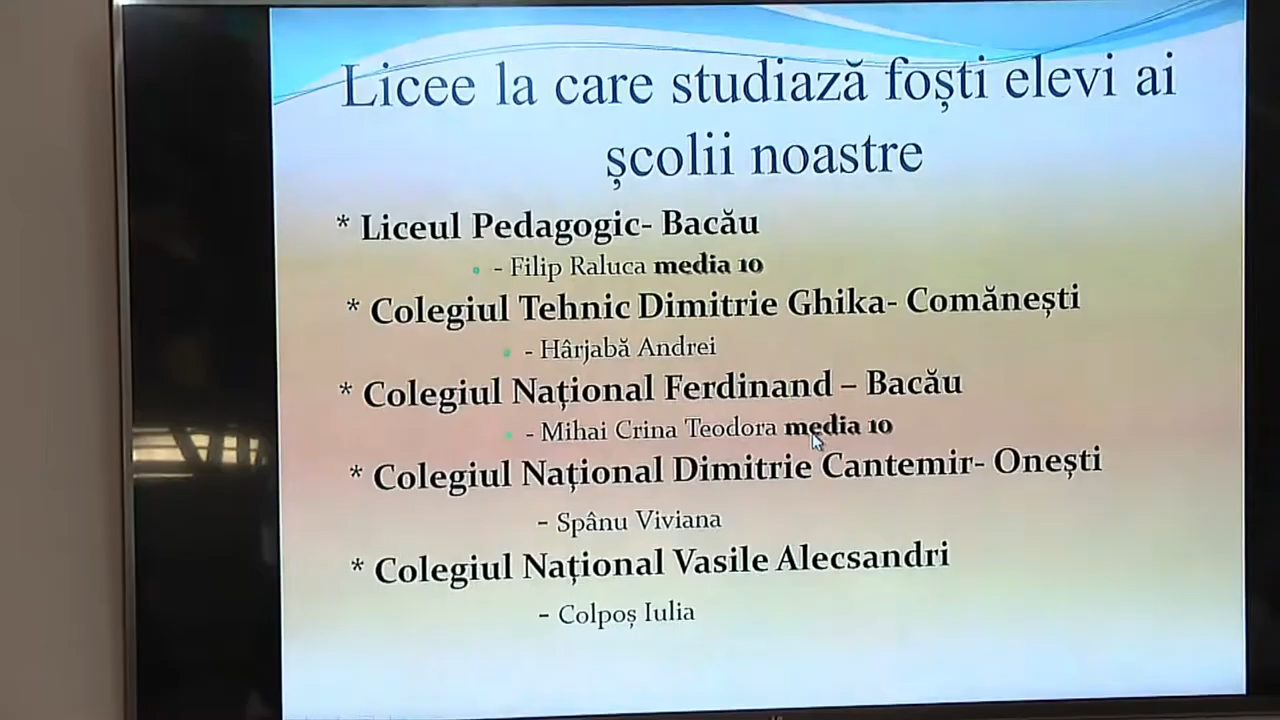 Licee la care studiază foști elevi ai
școlii noastre
* Liceul Pedagogic- Bacău
• - Filip Raluca media 10
* Colegiul Tehnic Dimitrie Ghika- Comănești
• - Hârjabă Andrei
* Colegiul Național Ferdinand – Bacău
• - Mihai Crina Teodora media 10
* Colegiul Național Dimitrie Cantemir- Onești
- Spânu Viviana
* Colegiul Național Vasile Alecsandri
- Colpoș Iulia